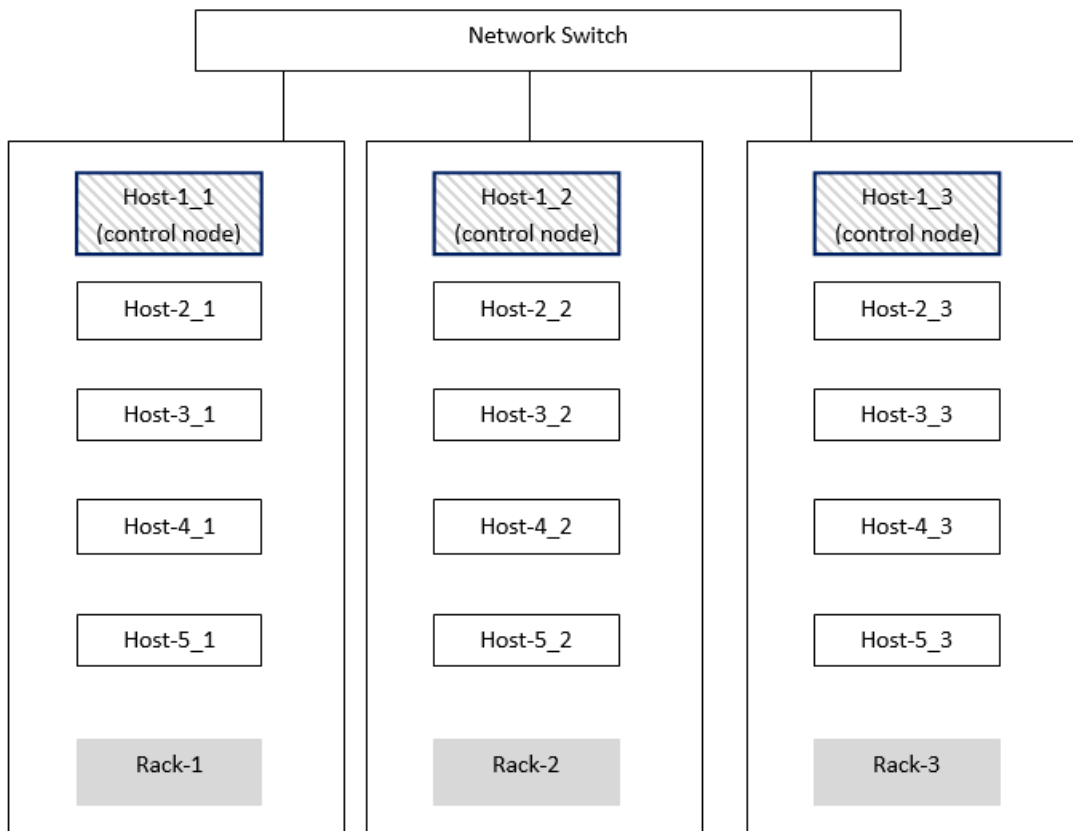 Network Switch
Host-1_1
(control node)
Host-2_1
Host-3_1
Host-4_1
Host-5_1
Rack-1
Host-1_2
(control node)
Host-2_2
Host-3_2
Host-4_2
Host-5_2
Rack-2
Host-1_3
(control node)
Host-2_3
Host-3_3
Host-4_3
Host-5_3
Rack-3